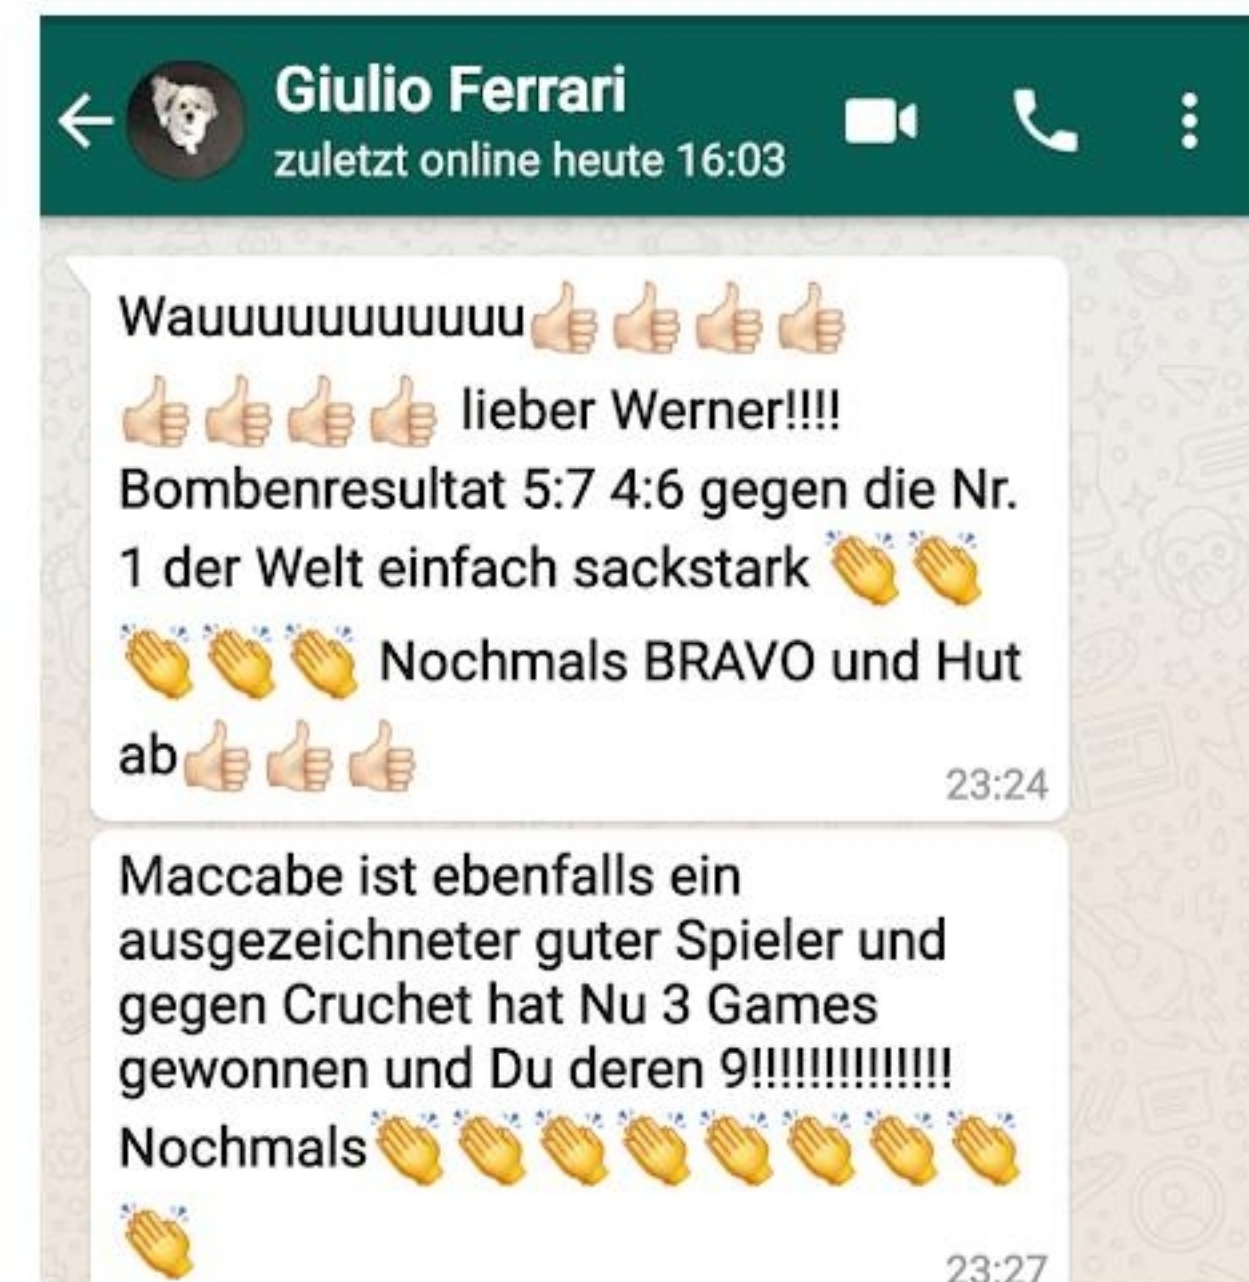 Giulio Ferrari
zuletzt online heute 16:03
Wauuuuuuuuuuu👍🏻👍🏻👍🏻👍🏻
👍🏻👍🏻👍🏻👍🏻 lieber Werner!!!!
Bombenresultat 5:7 4:6 gegen die Nr.
1 der Welt einfach sackstark 👏👏
👏👏👏 Nochmals BRAVO und Hut
ab👍🏻👍🏻👍🏻
23:24
Maccabe ist ebenfalls ein
ausgezeichneter guter Spieler und
gegen Cruchet hat Nu 3 Games
gewonnen und Du deren 9!!!!!!!!!!!!!!
Nochmals👏👏👏👏👏👏👏👏
👏
23:27